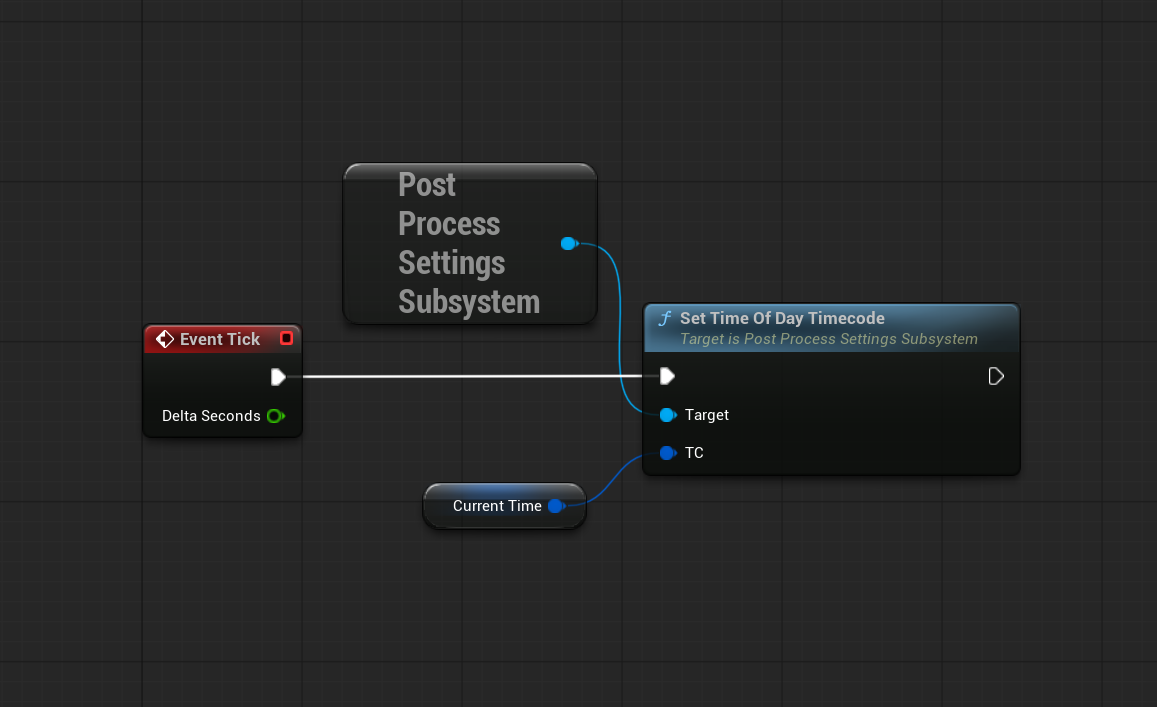 Post
Process
Settings
Subsystem
Event Tick
Delta Seconds
Set Time Of Day Timecode
Target is Post Process Settings Subsystem
Target
TC
Current Time